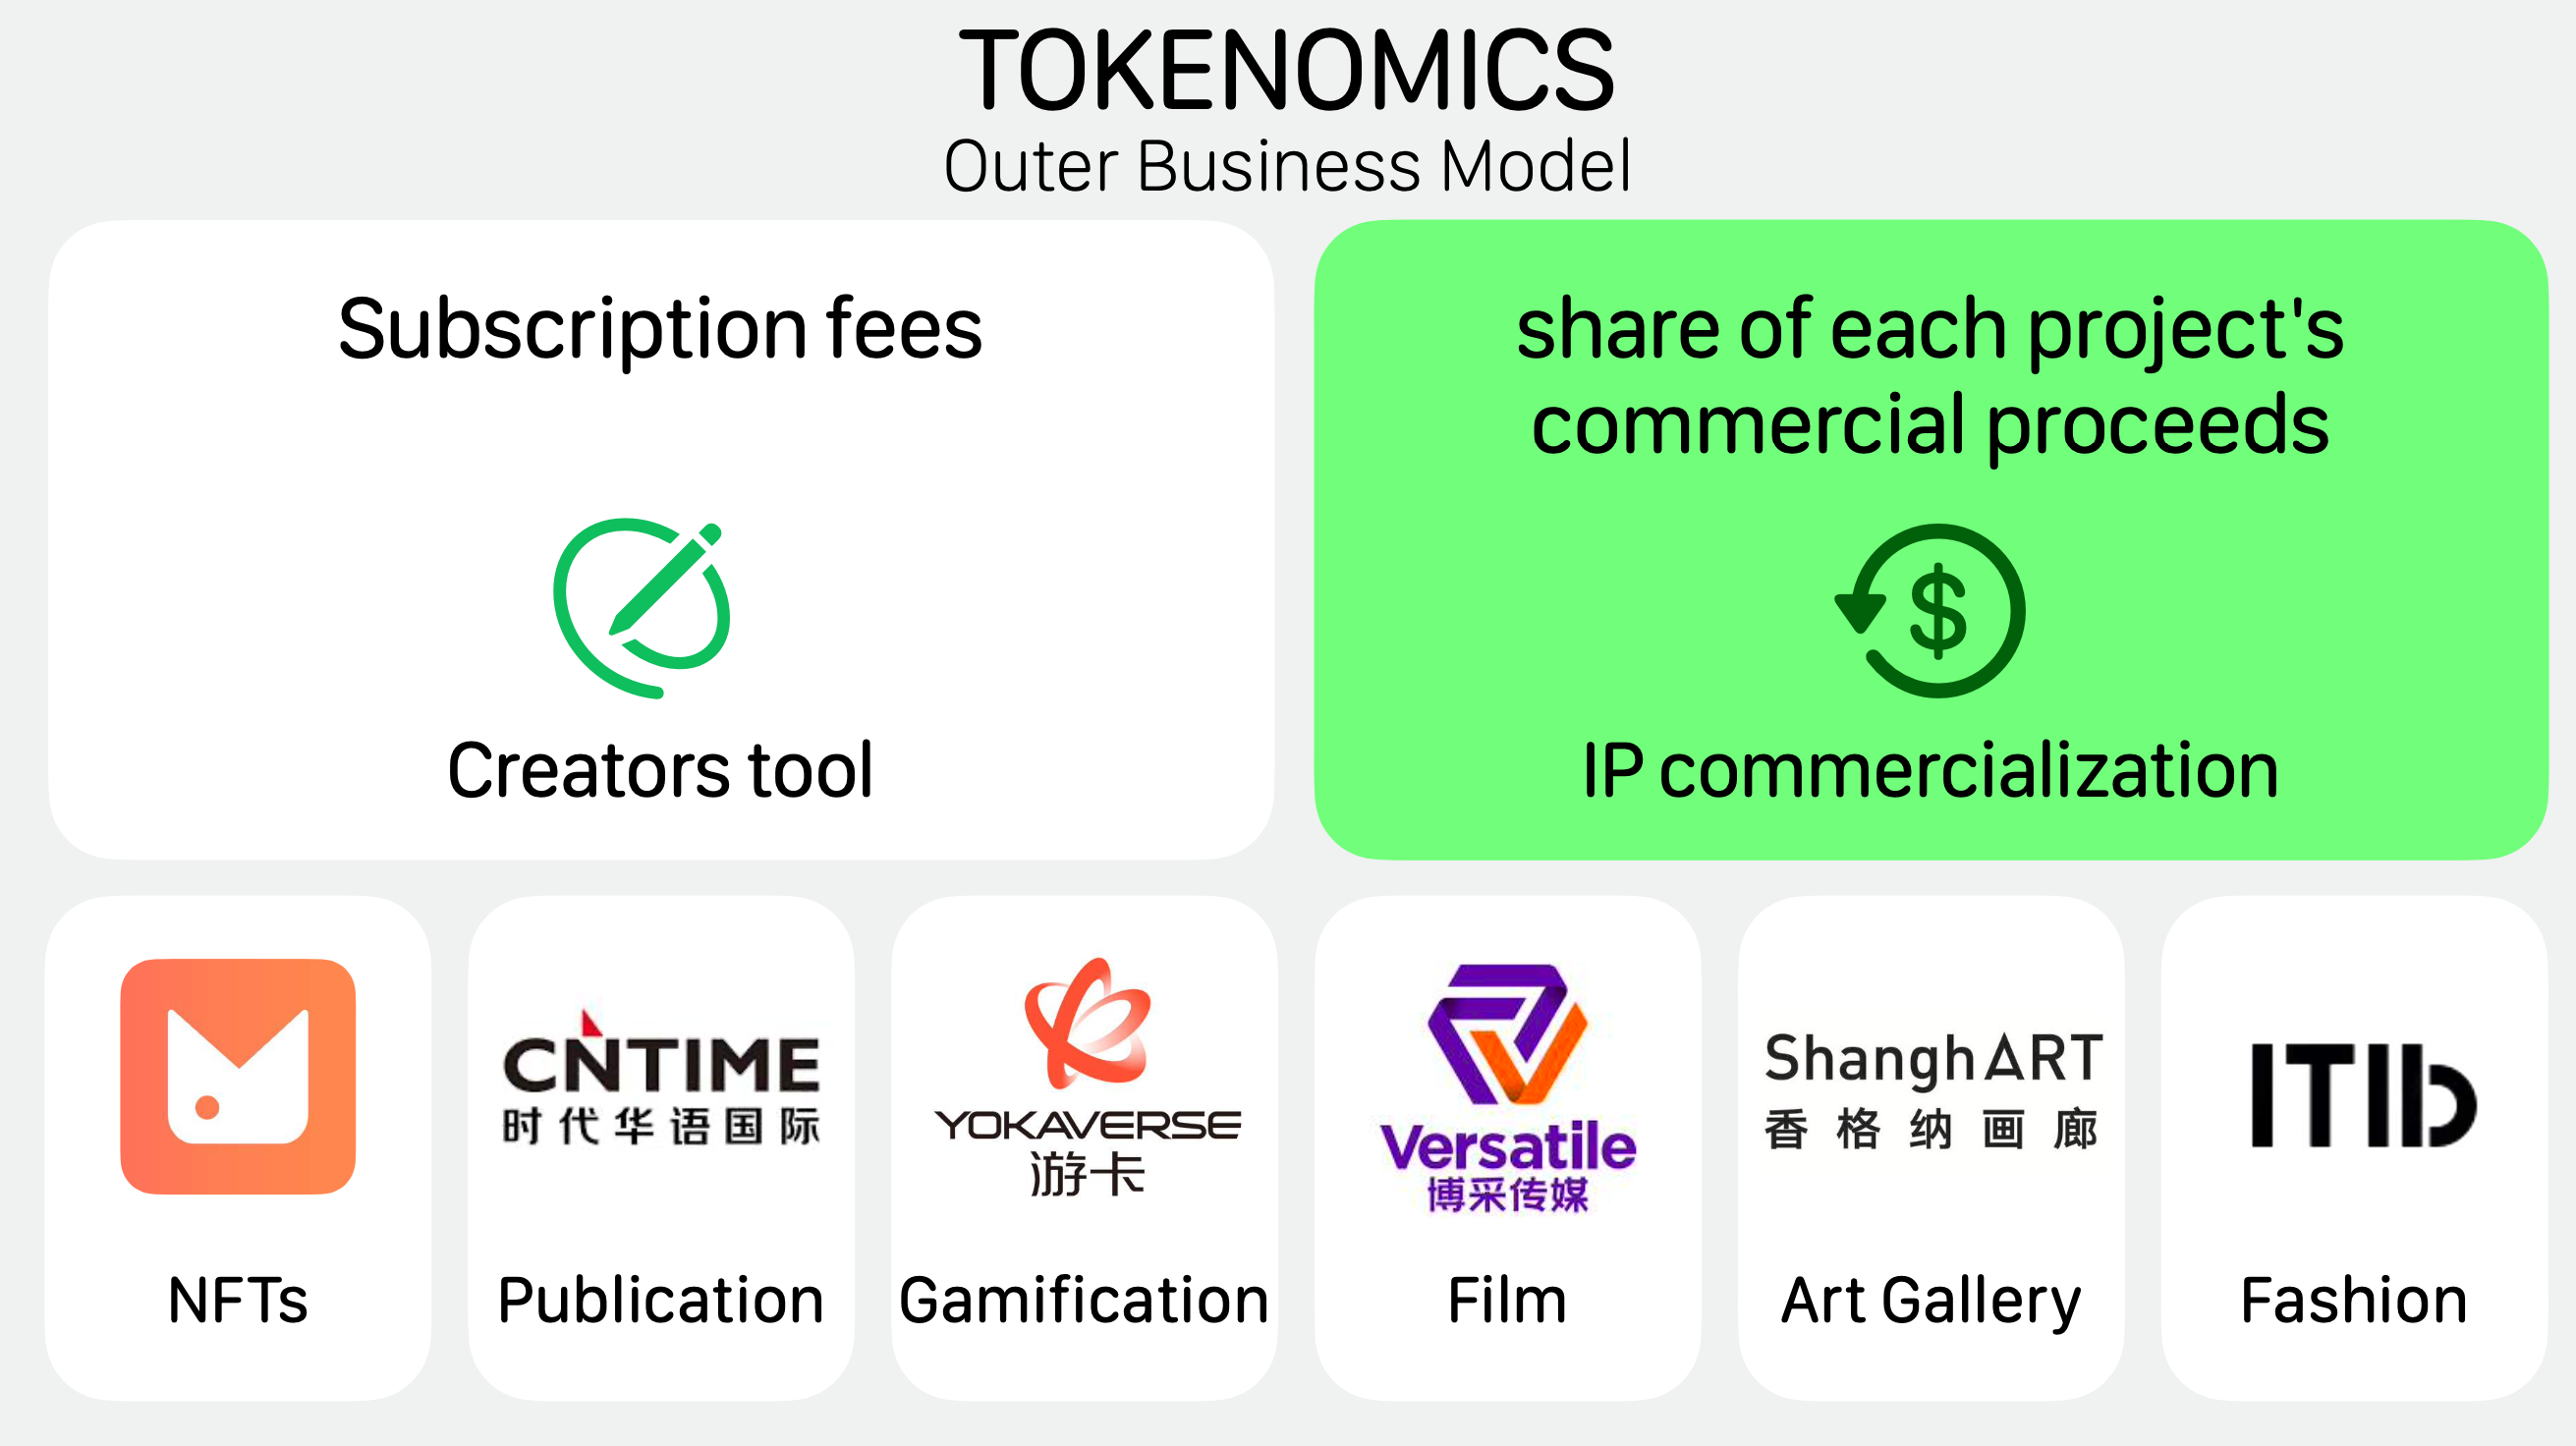 TOKENOMICS
Outer Business Model
Subscription fees
Creators tool
share of each project's
commercial proceeds
$
IP commercialization
NFTs
CNTIME
时代华语国际
Publication
YOKAVERSE
游卡
Gamification
Versatile
博采传媒
Film
ShanghART
香格纳画廊
Art Gallery
ITIb
Fashion